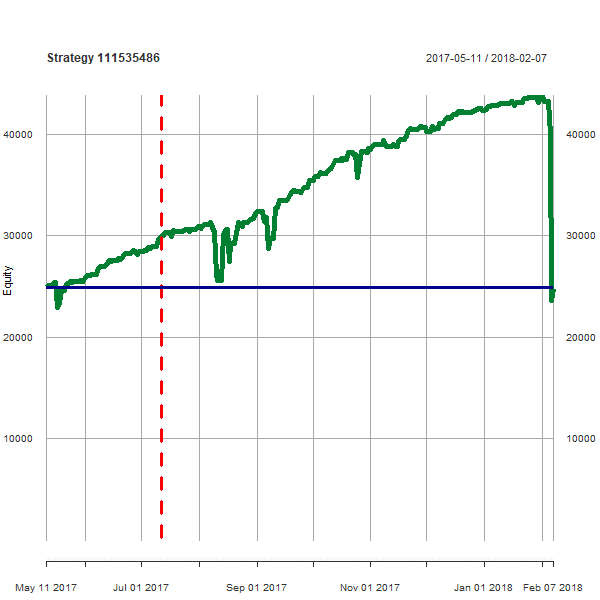 Strategy 111535486
2017-05-11 / 2018-02-07
40000 40000
30000 30000
Equity
20000 20000
10000 10000
May 11 2017 Jul 01 2017 Sep 01 2017 Nov 01 2017 Jan 01 2018 Feb 07 2018